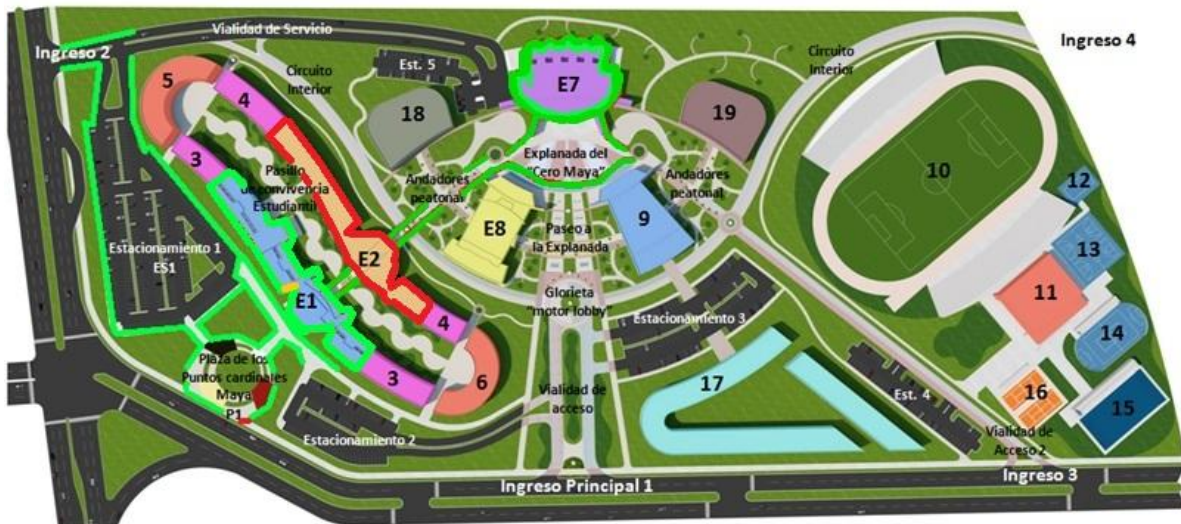 Vialidad de Servicio
Ingreso 2
Ingreso 4
Circuito
Interior
Circuito
Interior
Est. 5
E7
5
4
18
19
3
Pasillo
de convivencia
Estudiantil
Andadores
peatonal
Explanada del
"Cero Maya"
Andadores
peatonal
10
12
13
E8
9
Paseo a
la Explanada
Estacionamiento 1
ES1
E2
E1
11
Glorieta
"motor lobby"
Estacionamiento 3
4
14
Plaza de los
Puntos cardinales
Maya
P1
3
6
Vialidad de
acceso
17
Est. 4
16
15
Estacionamiento 2
Vialidad de
Acceso 2
Ingreso 3
Ingreso Principal 1